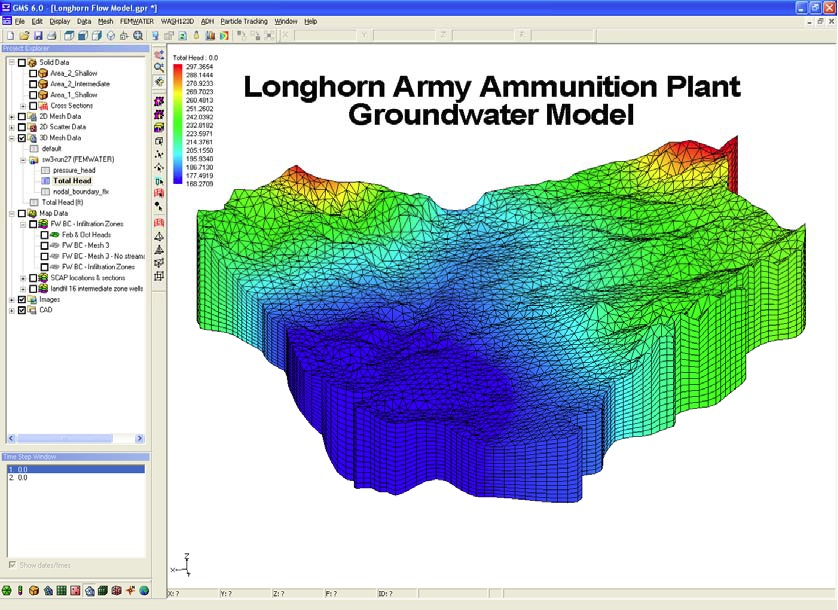 GMS 6.0 - [Longhorn Flow Model.gpr *]
File Edit Display Data Mesh FEMWATER WASH123D ADH Particle Tracking Window Help
X: Y: Z: F:
Project Explorer
Solid Data
Area_2_Shallow
Area_2_Intermediate
Area_1_Shallow
Cross Sections
2D Mesh Data
2D Scatter Data
3D Mesh Data
default
sw3-run27 (FEMWATER)
pressure_head
Total Head
nodal_boundary_flx
Total Head (ft)
Map Data
FW BC - Infiltration Zones
Feb & Oct Heads
FW BC - Mesh 3
FW BC - Mesh 3 - No streams
FW BC - Infiltration Zones
SCAP locations & sections
landfill 16 intermediate zone wells
Images
CAD
Time Step Window
1 0.0
2 0.0
Show dates/times
Total Head : 0.0
297.3654
288.1444
278.9233
269.7023
260.4813
251.2602
242.0392
232.8182
223.5971
214.3761
205.1550
195.9340
186.7130
177.4919
168.2709
Longhorn Army Ammunition Plant
Groundwater Model
Z
X
Y
X: ? Y: ? Z: ? F: ? ID: ?